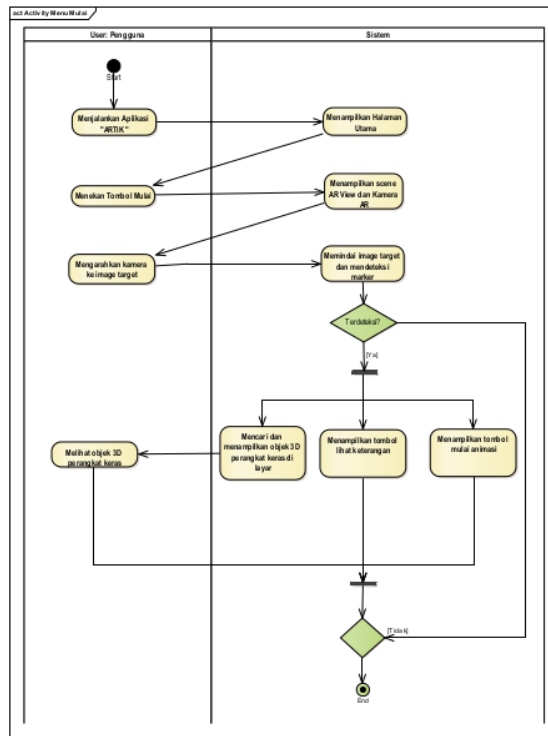 act Activity Menu Mulai
User: Pengguna
Sistem
Start
Menjalankan Aplikasi
"ARTIK"
Menampilkan Halaman
Utama
Menekan Tombol Mulai
Menampilkan scene
AR View dan Kamera
AR
Mengarahkan kamera
ke image target
Memindai image target
dan mendeteksi
marker
Terdeteksi?
[Ya]
Melihat objek 3D
perangkat keras
Mencari dan
menampilkan objek 3D
perangkat keras di
layar
Menampilkan tombol
lihat keterangan
Menampilkan tombol
mulai animasi
[Tidak]
End